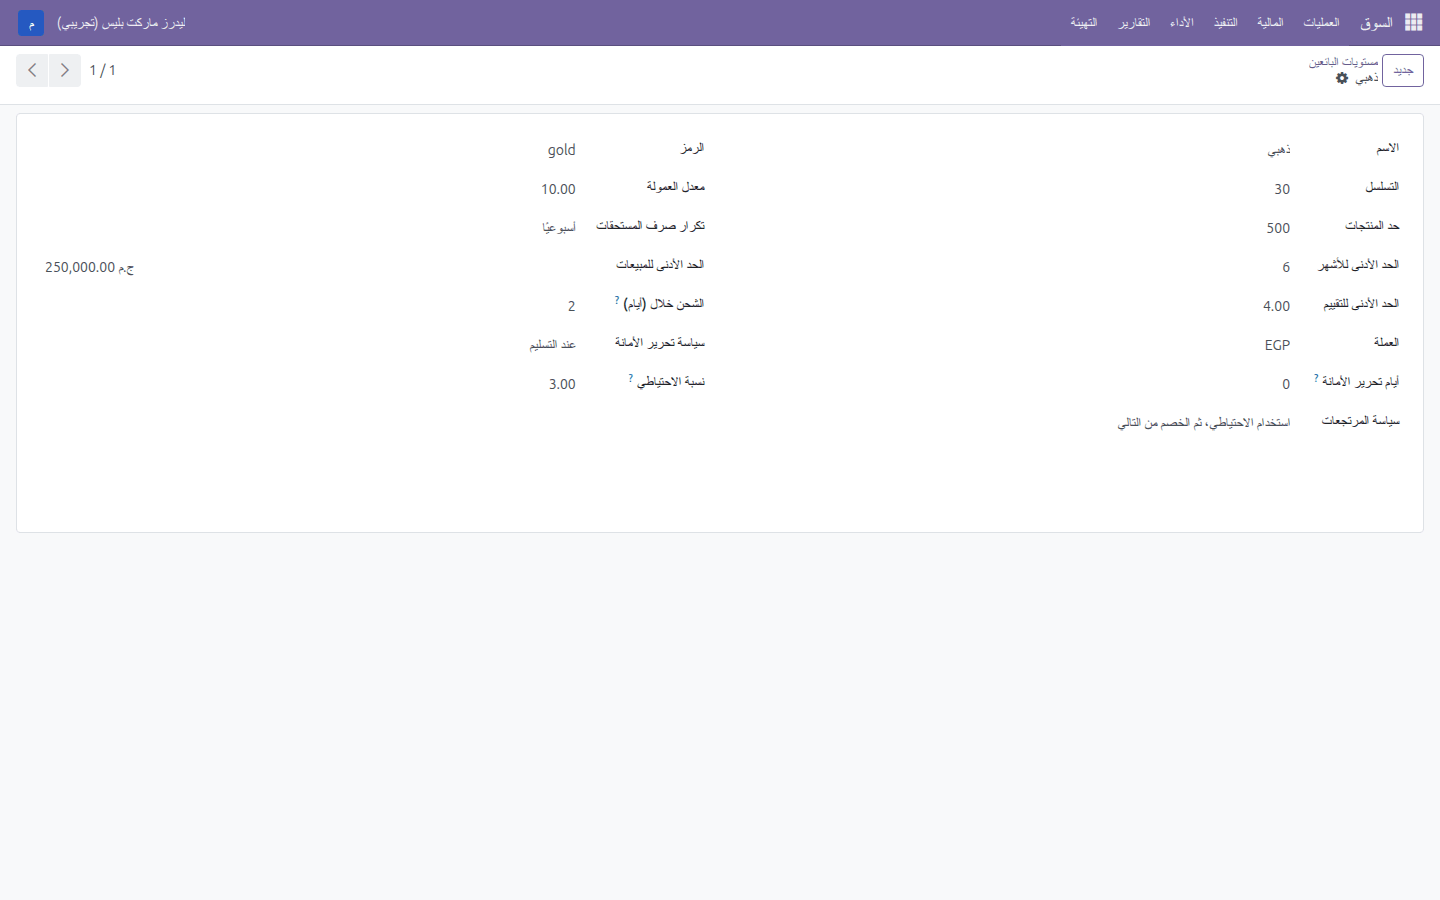 السوق العمليات المالية التنفيذ الأداء التقارير التهيئة ليدرز ماركت بليس (تجريبي) م
جديد
مستويات البائعين
ذهبي
1 / 1
الاسم ذهبي الرمز gold
التسلسل 30 معدل العمولة 10.00
حد المنتجات 500 تكرار صرف المستحقات أسبوعيًا
الحد الأدنى للأشهر 6 الحد الأدنى للمبيعات 250,000.00 ج.م
الحد الأدنى للتقييم 4.00 الشحن خلال (أيام) ? 2
العملة EGP سياسة تحرير الأمانة عند التسليم
أيام تحرير الأمانة ? 0 نسبة الاحتياطي ? 3.00
سياسة المرتجعات استخدام الاحتياطي، ثم الخصم من التالي